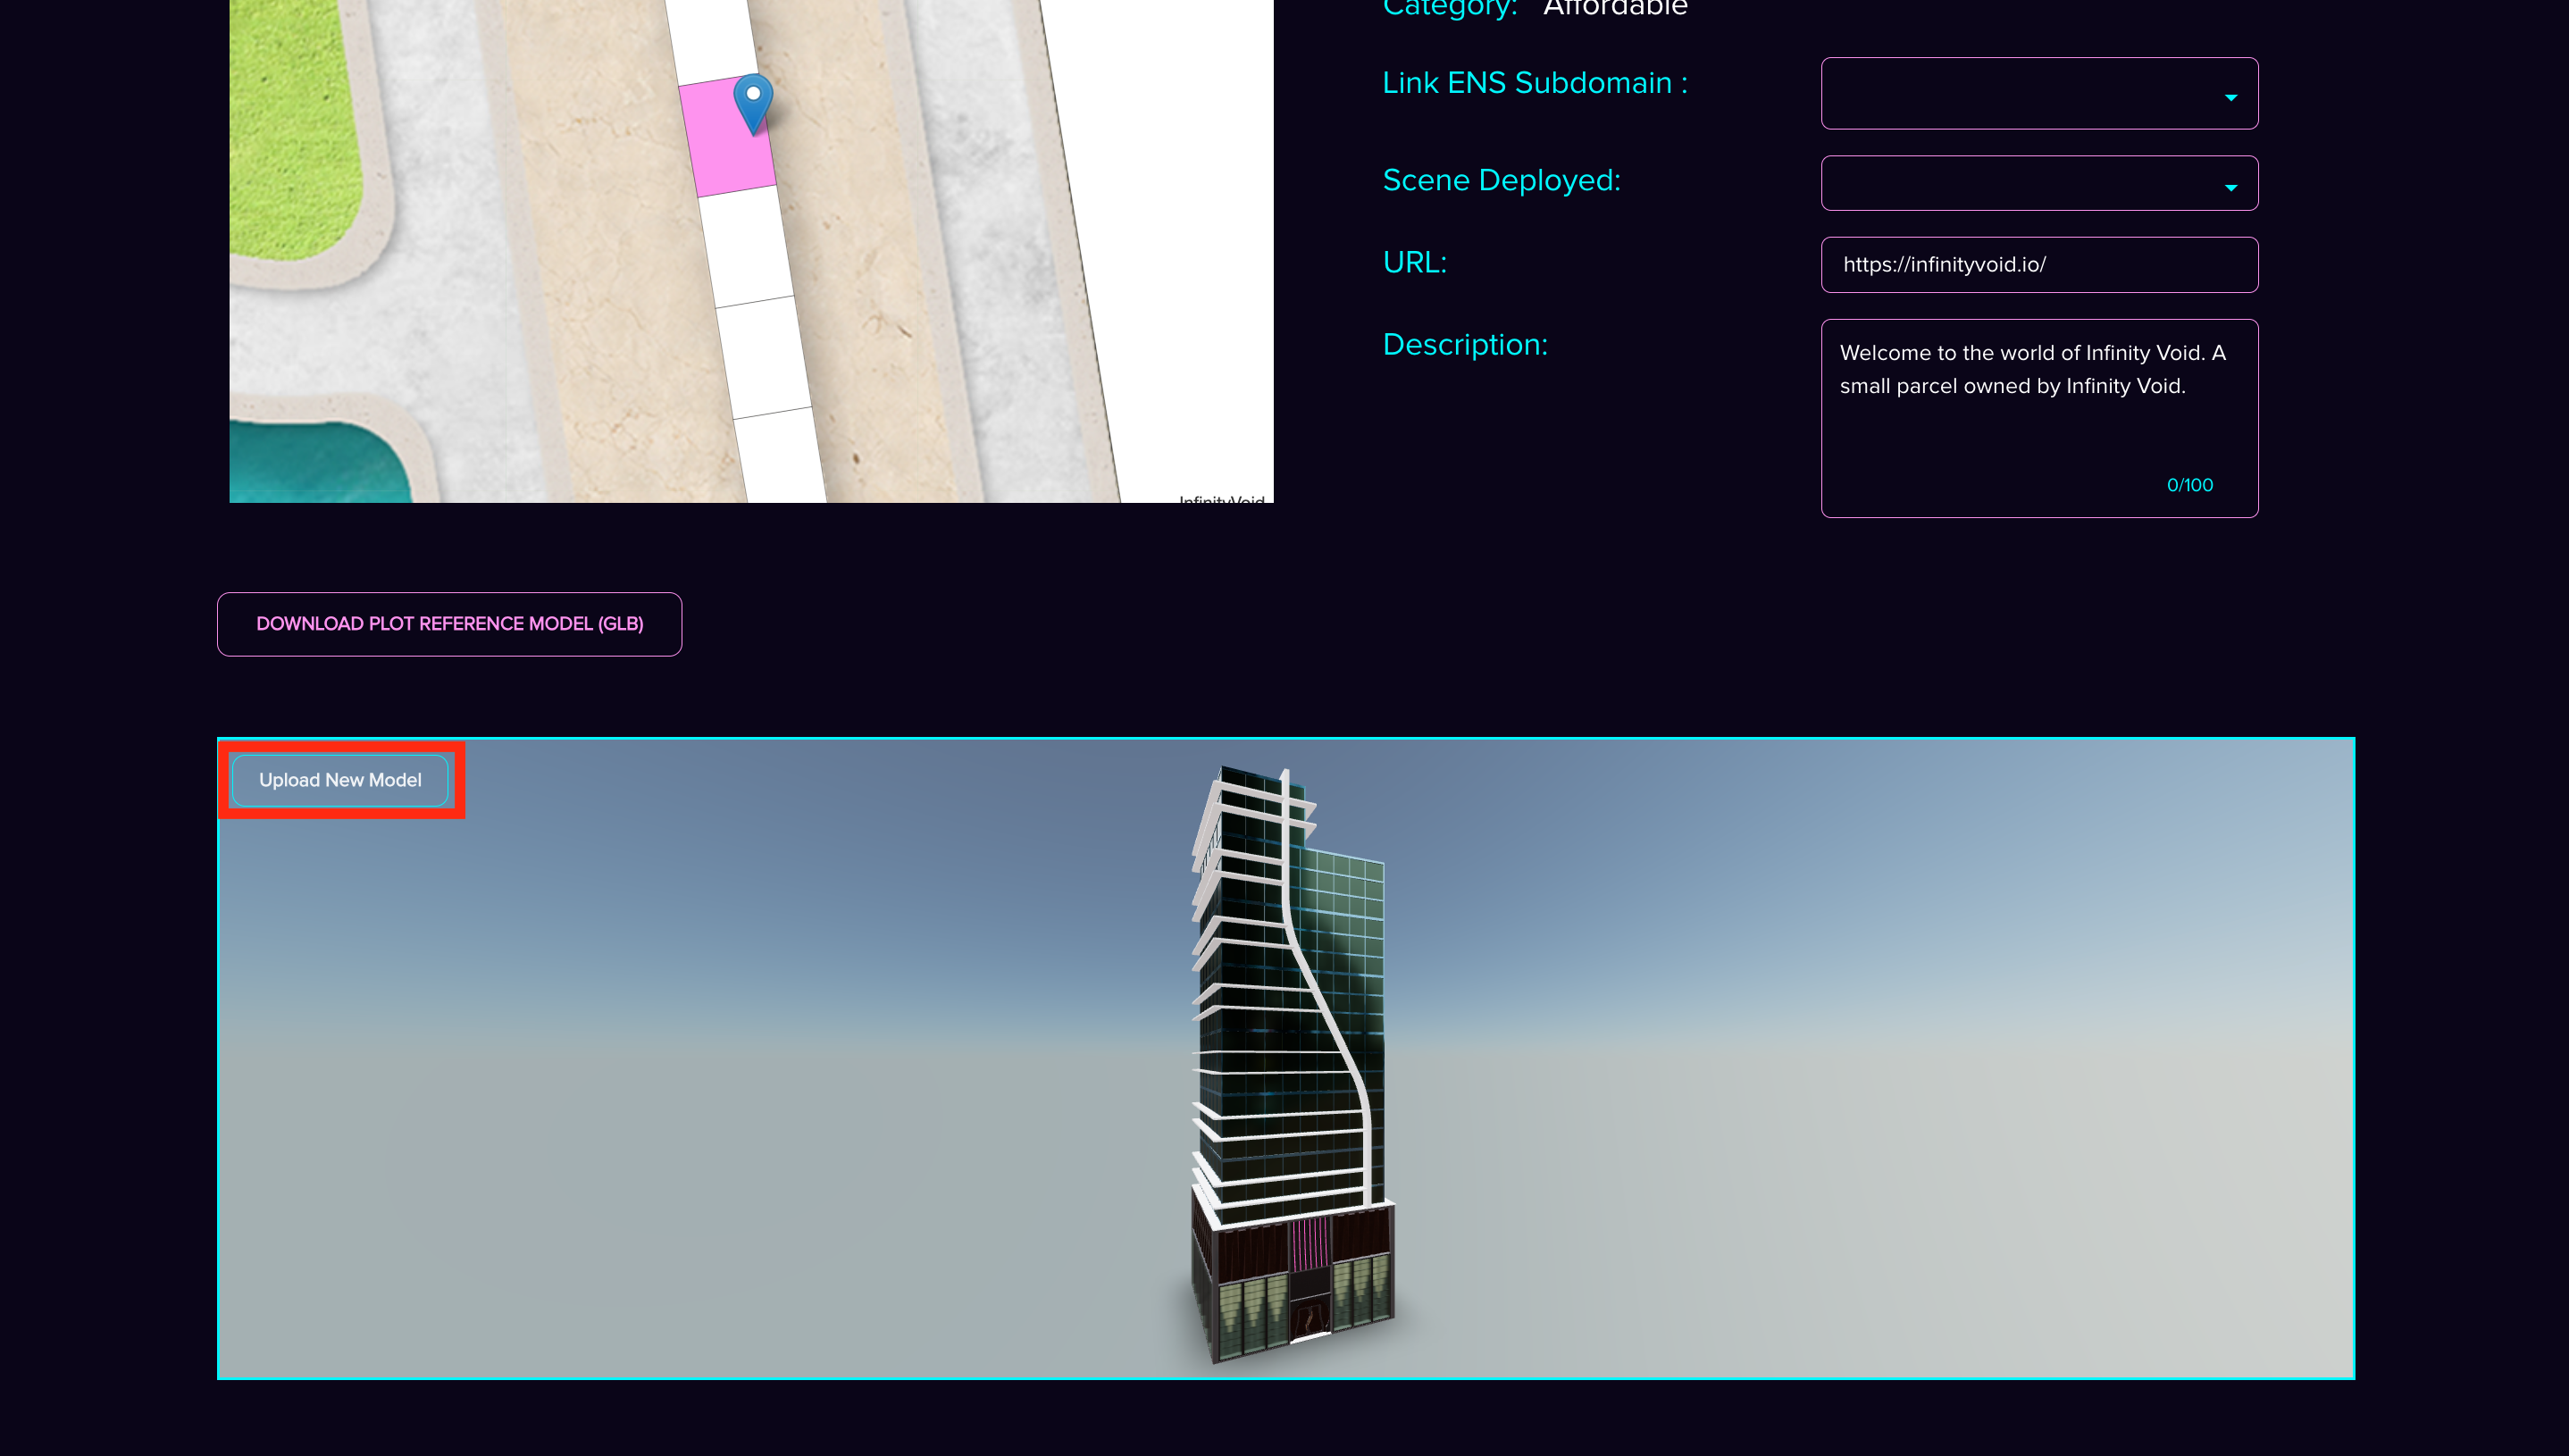 Category: Affordable
Link ENS Subdomain :
Scene Deployed:
URL: https://infinityvoid.io/
Description:
Welcome to the world of Infinity Void. A
small parcel owned by Infinity Void.
0/100
InfinityVoid
DOWNLOAD PLOT REFERENCE MODEL (GLB)
Upload New Model